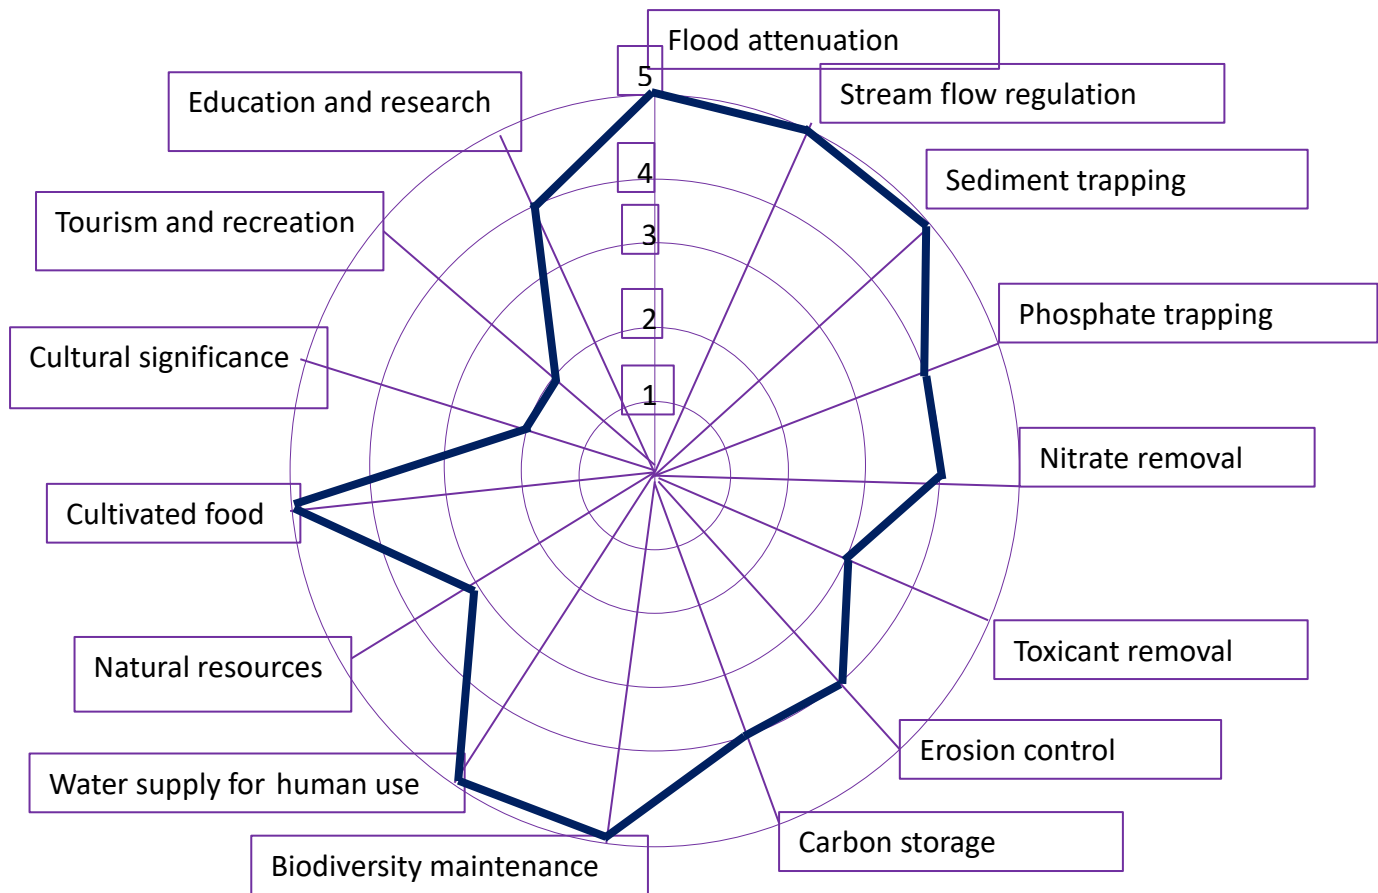 Flood attenuation
5
Education and research
Stream flow regulation
4
Sediment trapping
Tourism and recreation
3
Phosphate trapping
2
Cultural significance
1
Nitrate removal
Cultivated food
Toxicant removal
Natural resources
Erosion control
Water supply for human use
Carbon storage
Biodiversity maintenance